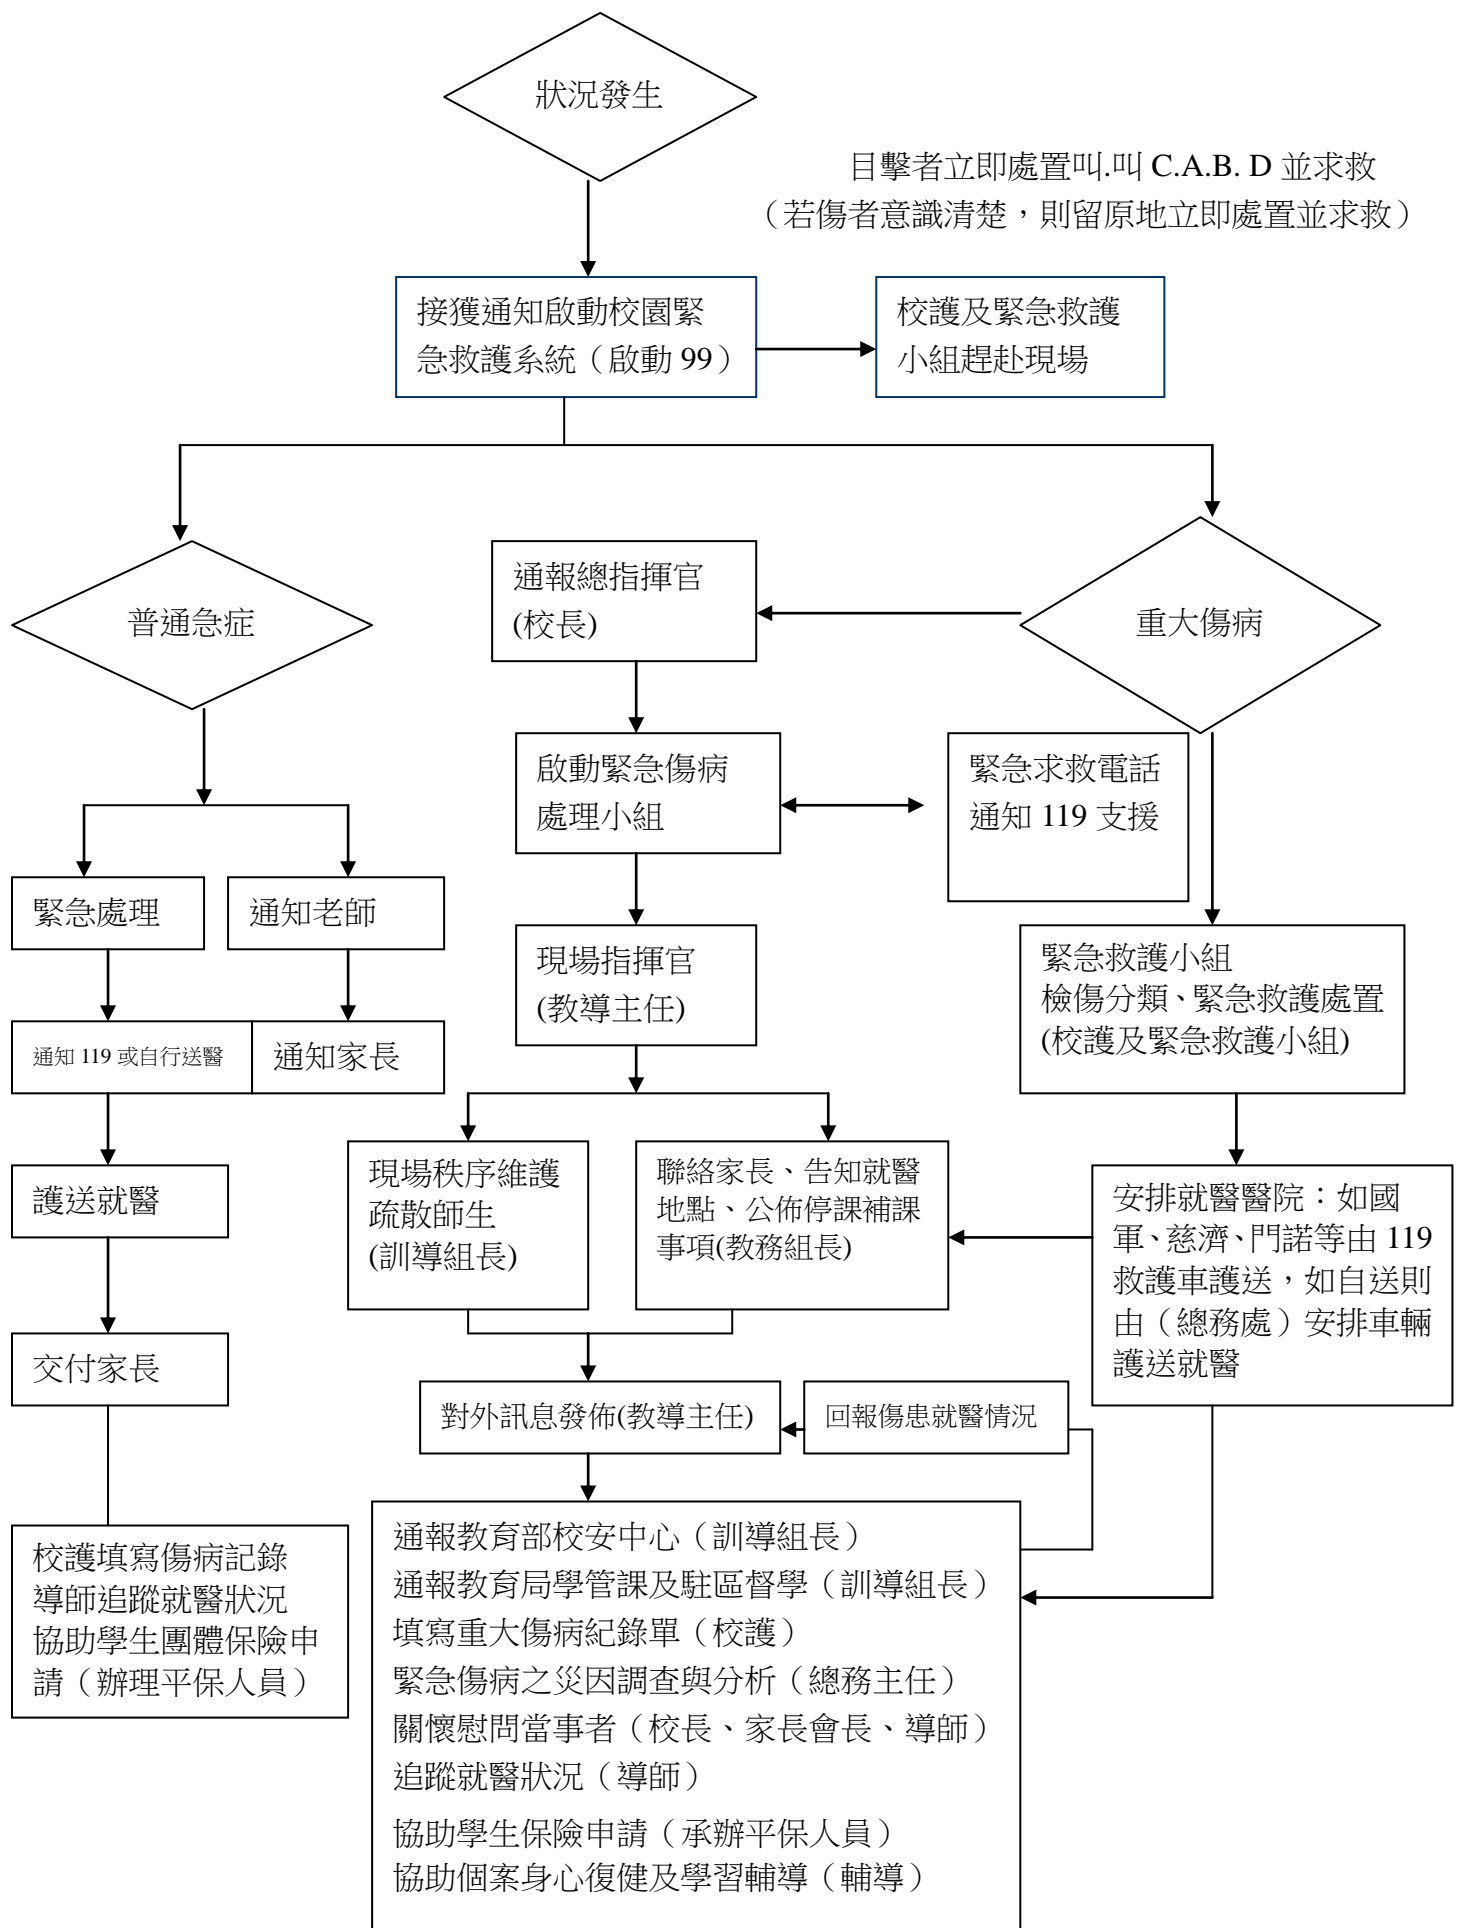 狀況發生
目擊者立即處置叫.叫 C.A.B. D 並求救
（若傷者意識清楚，則留原地立即處置並求救）
接獲通知啟動校園緊
急救護系統（啟動 99）
校護及緊急救護
小組趕赴現場
普通急症
通報總指揮官
(校長)
重大傷病
啟動緊急傷病
處理小組
緊急求救電話
通知 119 支援
緊急處理
通知老師
現場指揮官
(教導主任)
緊急救護小組
檢傷分類、緊急救護處置
(校護及緊急救護小組)
通知 119 或自行送醫
通知家長
護送就醫
現場秩序維護
疏散師生
(訓導組長)
聯絡家長、告知就醫
地點、公佈停課補課
事項(教務組長)
安排就醫醫院：如國
軍、慈濟、門諾等由 119
救護車護送，如自送則
由（總務處）安排車輛
護送就醫
交付家長
對外訊息發佈(教導主任)
回報傷患就醫情況
校護填寫傷病記錄
導師追蹤就醫狀況
協助學生團體保險申
請（辦理平保人員）
通報教育部校安中心（訓導組長）
通報教育局學管課及駐區督學（訓導組長）
填寫重大傷病紀錄單（校護）
緊急傷病之災因調查與分析（總務主任）
關懷慰問當事者（校長、家長會長、導師）
追蹤就醫狀況（導師）
協助學生保險申請（承辦平保人員）
協助個案身心復健及學習輔導（輔導）